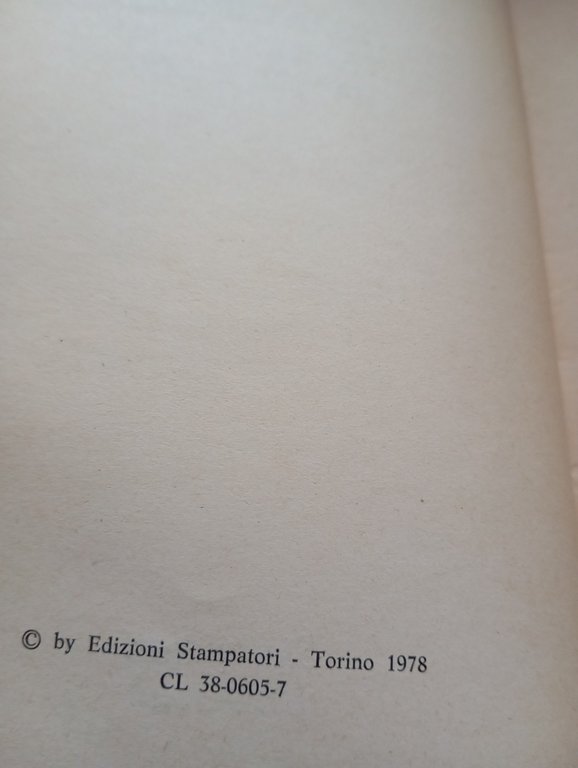 © by Edizioni Stampatori - Torino 1978
CL 38-0605-7